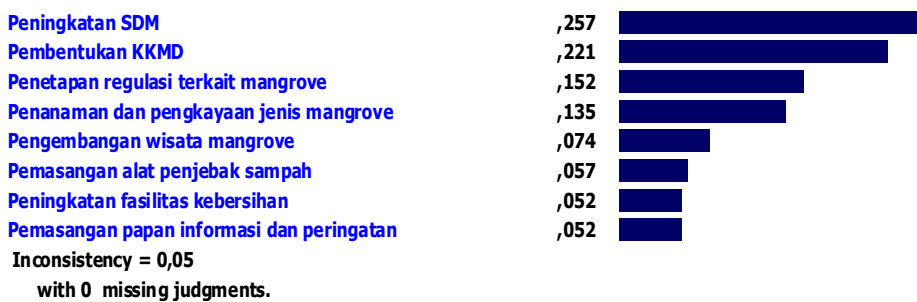 Peningkatan SDM ,257
Pembentukan KKMD ,221
Penetapan regulasi terkait mangrove ,152
Penanaman dan pengkayaan jenis mangrove ,135
Pengembangan wisata mangrove ,074
Pemasangan alat penjebak sampah ,057
Peningkatan fasilitas kebersihan ,052
Pemasangan papan informasi dan peringatan ,052
Inconsistency = 0,05
with 0 missing judgments.